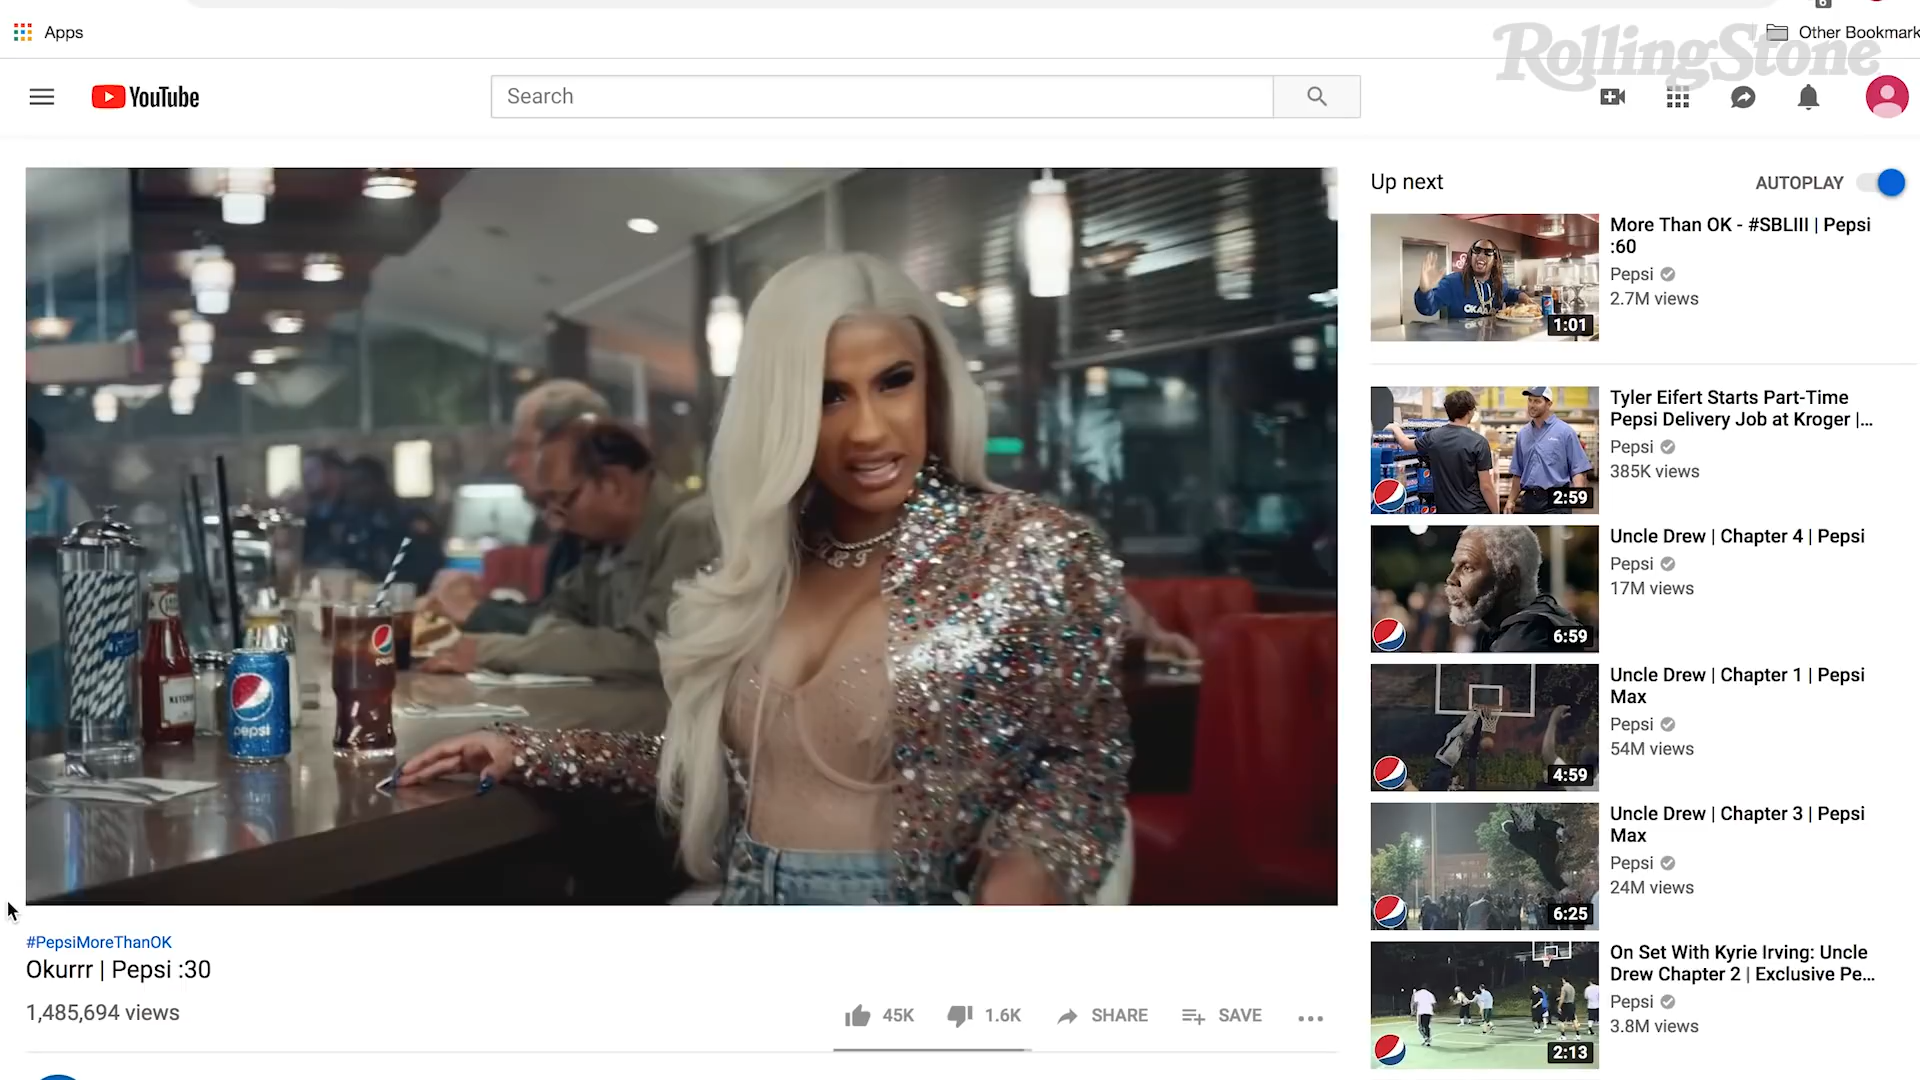 Apps
Other Bookmark
RollingStone
YouTube
Search
Up next
AUTOPLAY
More Than OK - #SBLIII | Pepsi
:60
Pepsi
2.7M views
1:01
Tyler Eifert Starts Part-Time
Pepsi Delivery Job at Kroger |...
Pepsi
385K views
2:59
Uncle Drew | Chapter 4 | Pepsi
Pepsi
17M views
6:59
Uncle Drew | Chapter 1 | Pepsi
Max
Pepsi
54M views
4:59
Uncle Drew | Chapter 3 | Pepsi
Max
Pepsi
24M views
6:25
On Set With Kyrie Irving: Uncle
Drew Chapter 2 | Exclusive Pe...
Pepsi
3.8M views
2:13
KETCHUP
pepsi
pepsi
#PepsiMoreThanOK
Okurrr | Pepsi :30
1,485,694 views
45K
1.6K
SHARE
SAVE